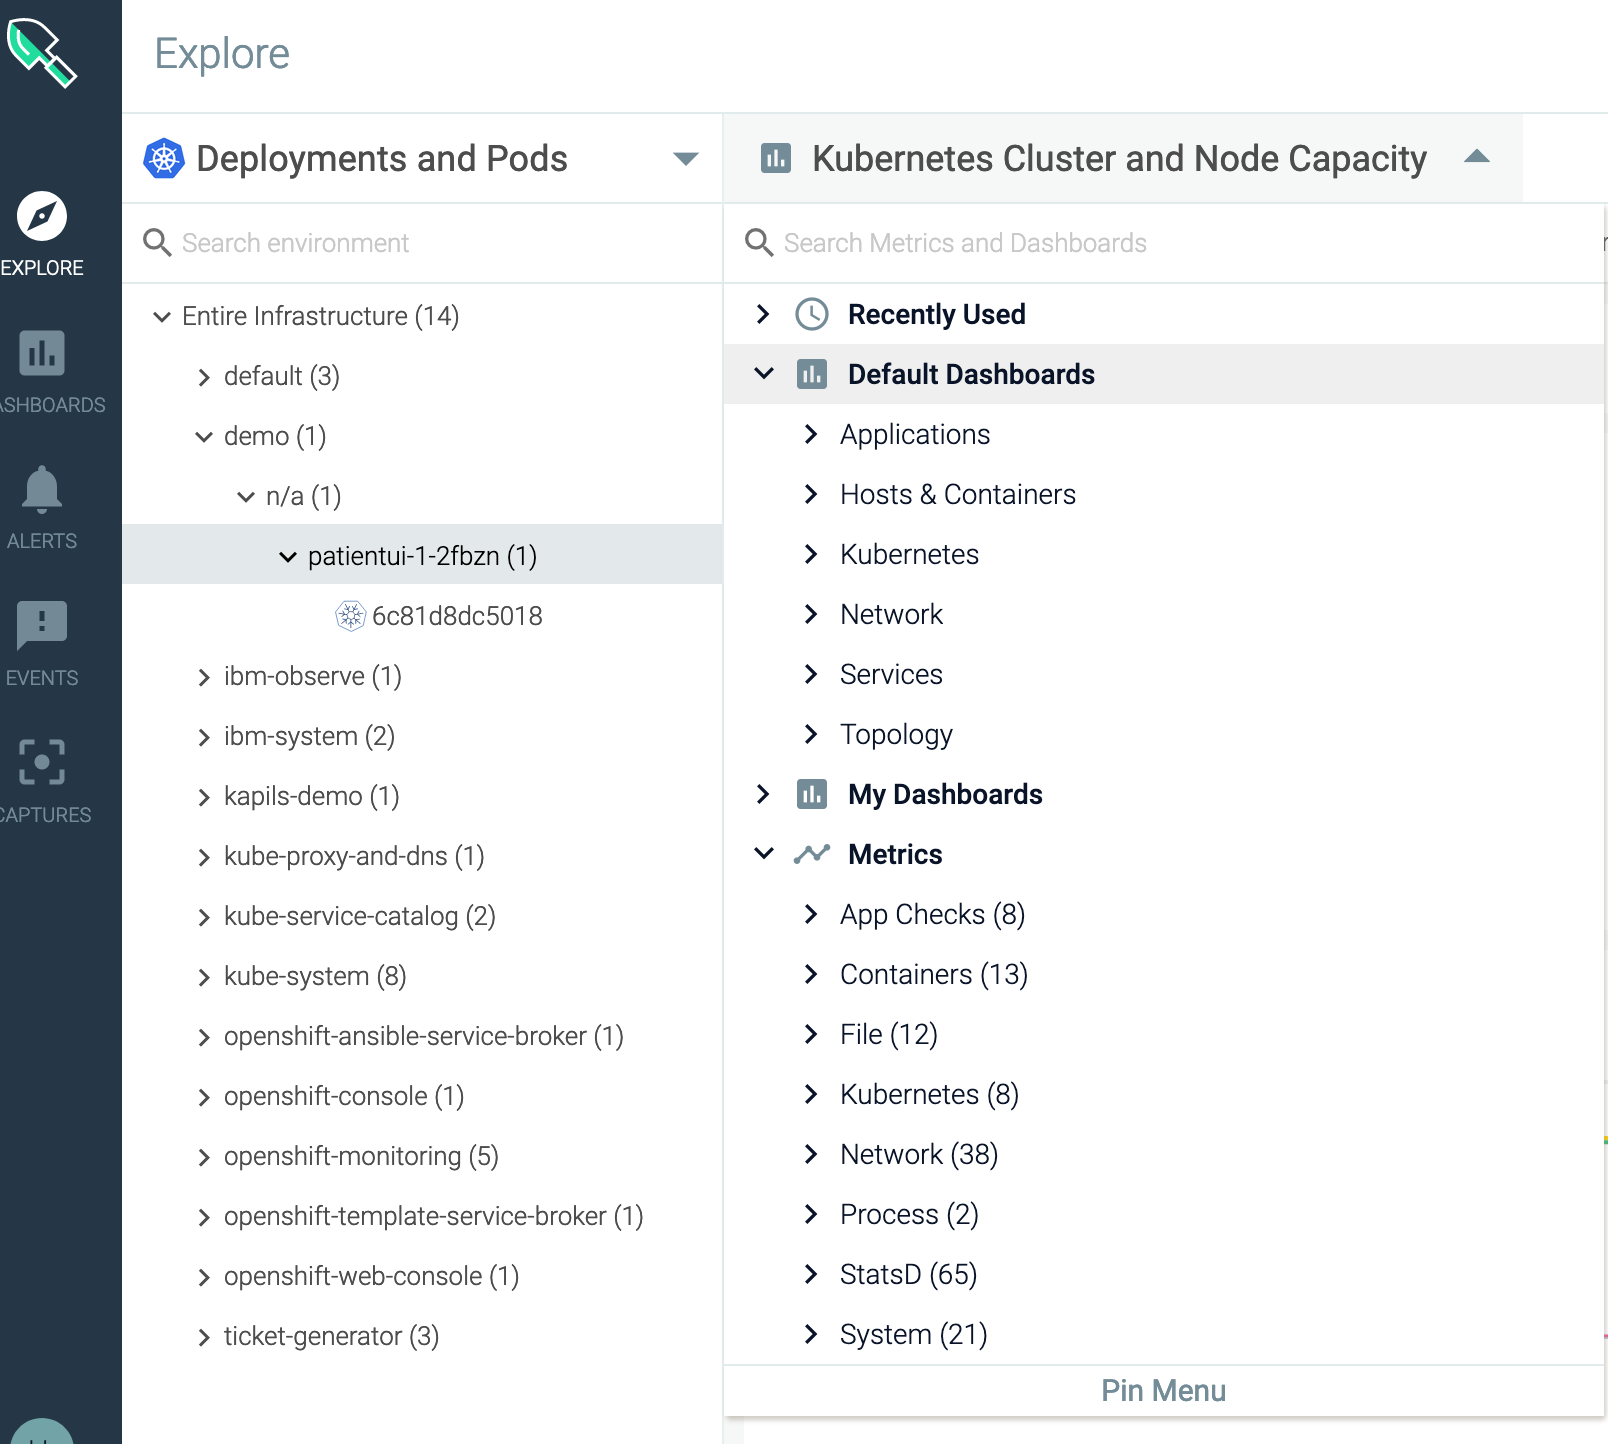 Explore
EXPLORE
ASHBOARDS
ALERTS
EVENTS
CAPTURES
Deployments and Pods
Search environment
Entire Infrastructure (14)
default (3)
demo (1)
n/a (1)
patientui-1-2fbzn (1)
6c81d8dc5018
ibm-observe (1)
ibm-system (2)
kapils-demo (1)
kube-proxy-and-dns (1)
kube-service-catalog (2)
kube-system (8)
openshift-ansible-service-broker (1)
openshift-console (1)
openshift-monitoring (5)
openshift-template-service-broker (1)
openshift-web-console (1)
ticket-generator (3)
Kubernetes Cluster and Node Capacity
Search Metrics and Dashboards
Recently Used
Default Dashboards
Applications
Hosts & Containers
Kubernetes
Network
Services
Topology
My Dashboards
Metrics
App Checks (8)
Containers (13)
File (12)
Kubernetes (8)
Network (38)
Process (2)
StatsD (65)
System (21)
Pin Menu